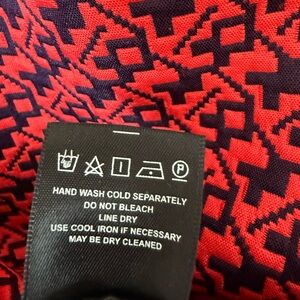 P
HAND WASH COLD SEPARATELY
DO NOT BLEACH
LINE DRY
USE COOL IRON IF NECESSARY
MAY BE DRY CLEANED